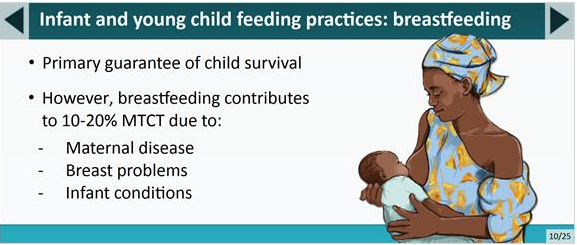 Infant and young child feeding practices: breastfeeding
• Primary guarantee of child survival
• However, breastfeeding contributes
to 10-20% MTCT due to:
- Maternal disease
- Breast problems
- Infant conditions
10/25